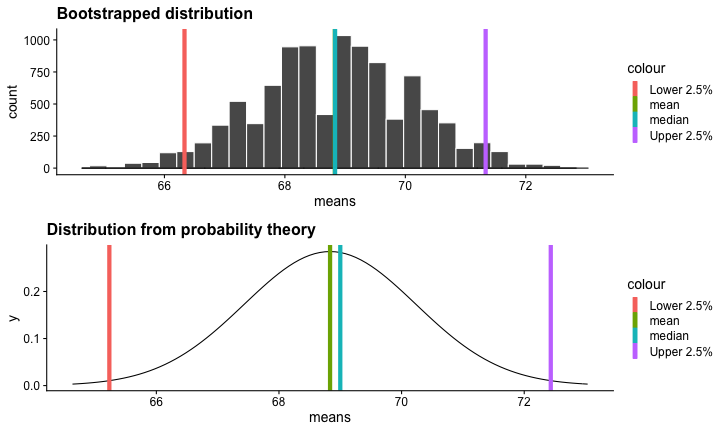 Bootstrapped distribution
1000
750
500
250
0
count
66
68
70
72
means
colour
Lower 2.5%
mean
median
Upper 2.5%
Distribution from probability theory
0.2
0.1
0.0
y
66
68
70
72
means
colour
Lower 2.5%
mean
median
Upper 2.5%